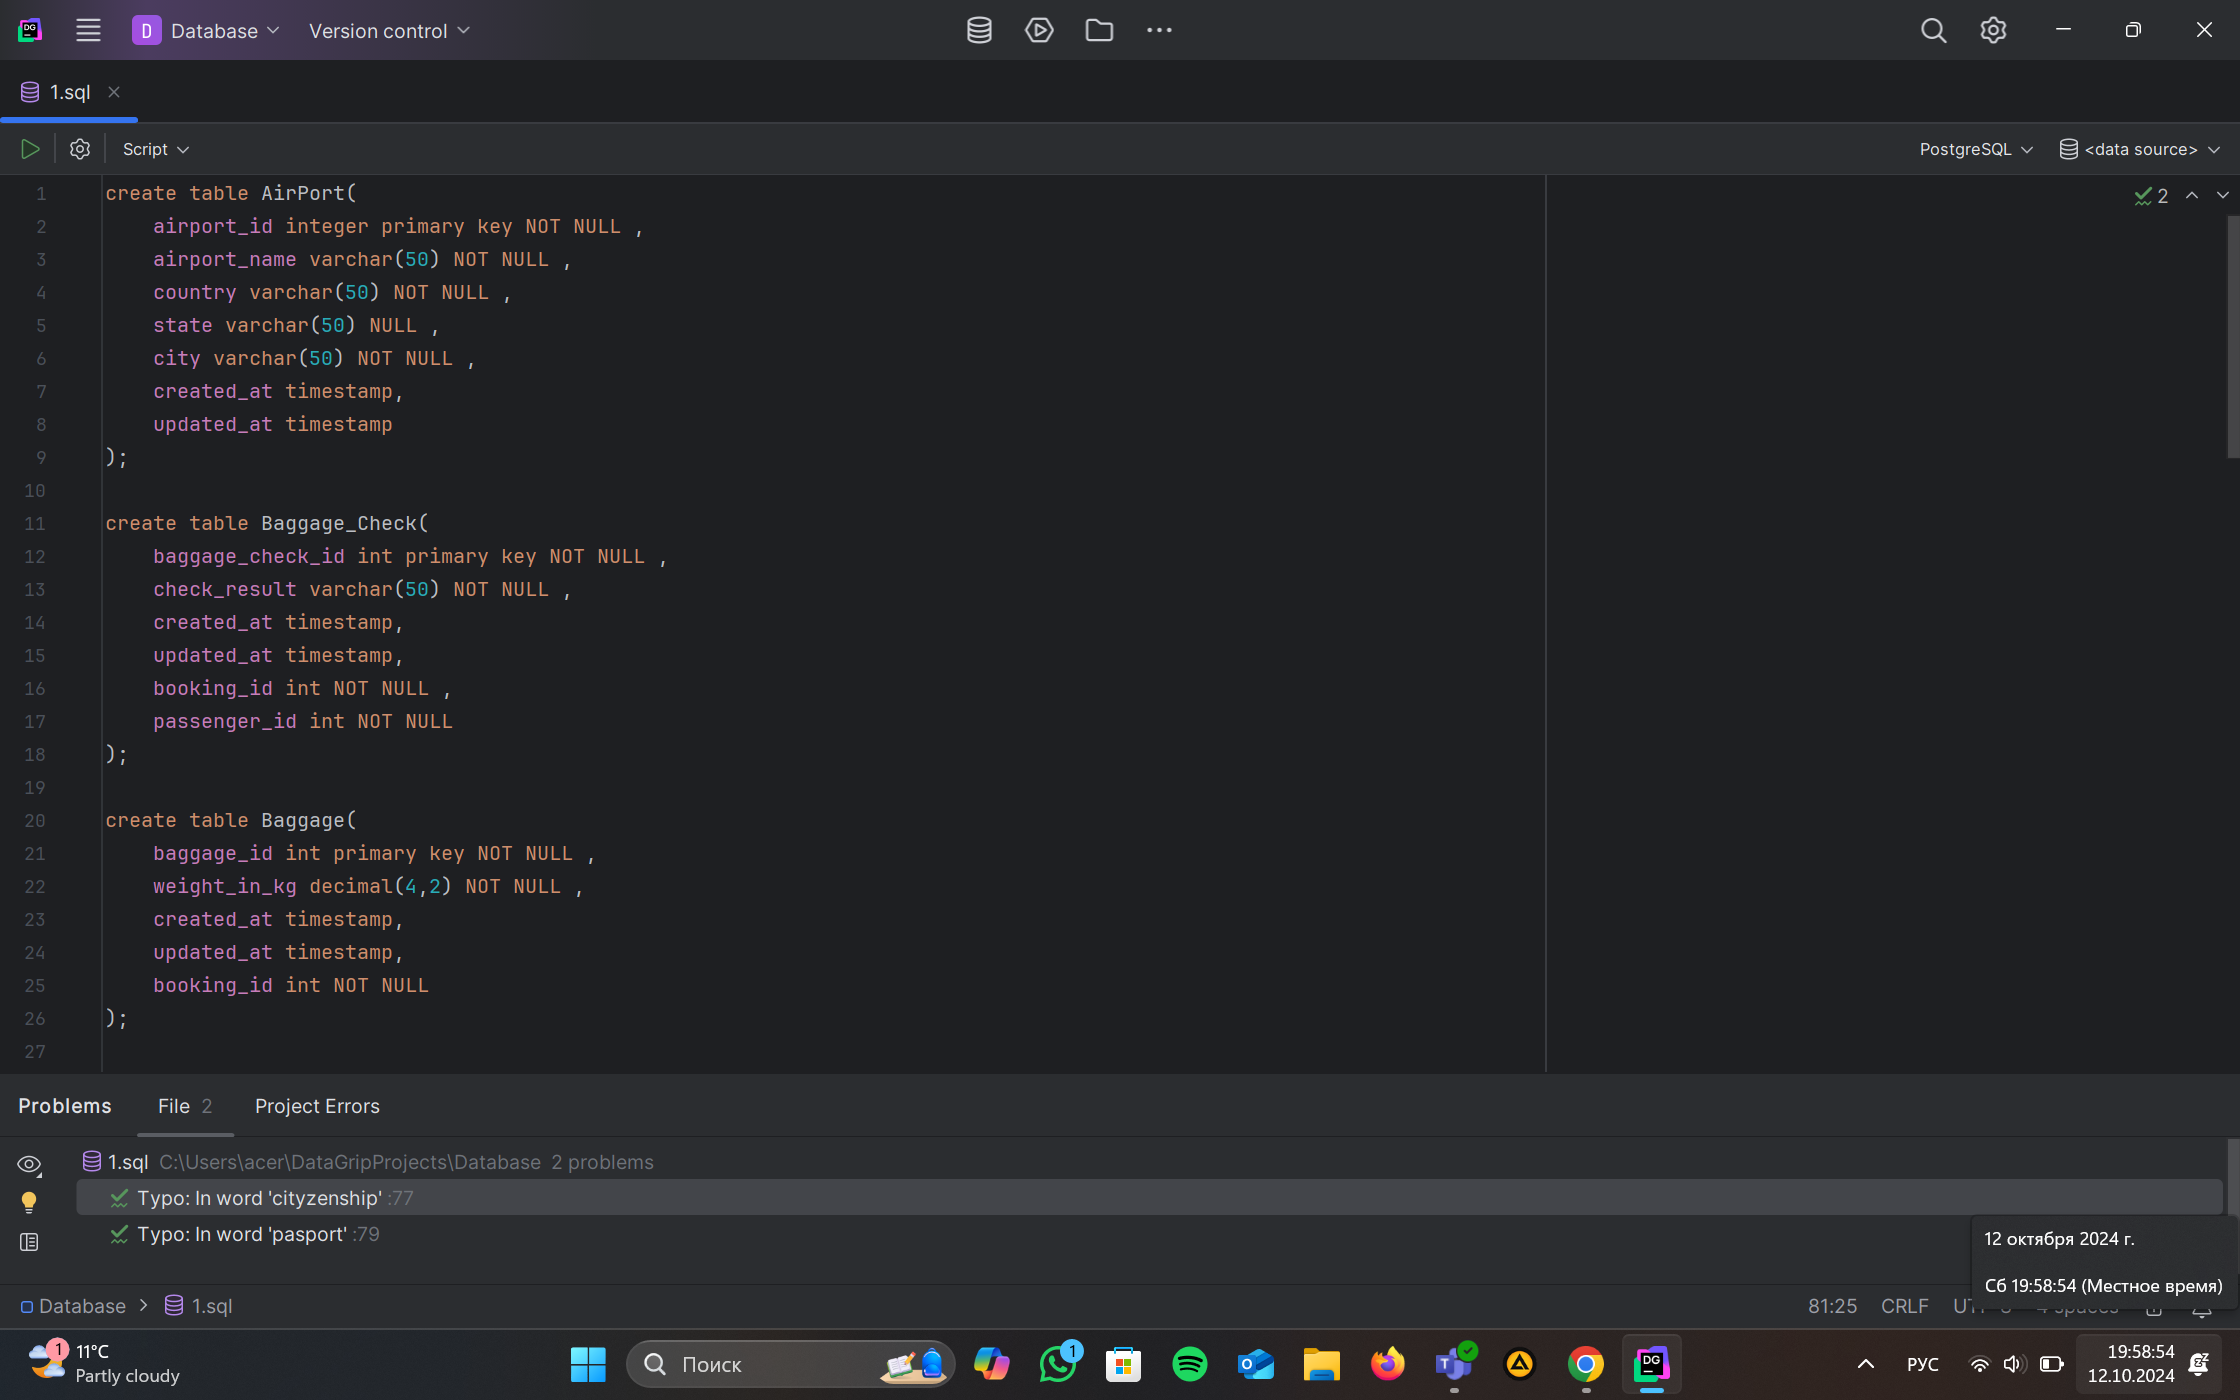 D Database Version control
1.sql
Script PostgreSQL <data source>
2
1 create table AirPort(
2 airport_id integer primary key NOT NULL ,
3 airport_name varchar(50) NOT NULL ,
4 country varchar(50) NOT NULL ,
5 state varchar(50) NULL ,
6 city varchar(50) NOT NULL ,
7 created_at timestamp,
8 updated_at timestamp
9 );
10
11 create table Baggage_Check(
12 baggage_check_id int primary key NOT NULL ,
13 check_result varchar(50) NOT NULL ,
14 created_at timestamp,
15 updated_at timestamp,
16 booking_id int NOT NULL ,
17 passenger_id int NOT NULL
18 );
19
20 create table Baggage(
21 baggage_id int primary key NOT NULL ,
22 weight_in_kg decimal(4,2) NOT NULL ,
23 created_at timestamp,
24 updated_at timestamp,
25 booking_id int NOT NULL
26 );
27
Problems File 2 Project Errors
1.sql C:\Users\acer\DataGripProjects\Database 2 problems
Typo: In word 'cityzenship' :77
Typo: In word 'pasport' :79
12 октября 2024 г.
Сб 19:58:54 (Местное время)
Database 1.sql 81:25 CRLF
1 11°C
Partly cloudy
Поиск
1
РУС
19:58:54
12.10.2024